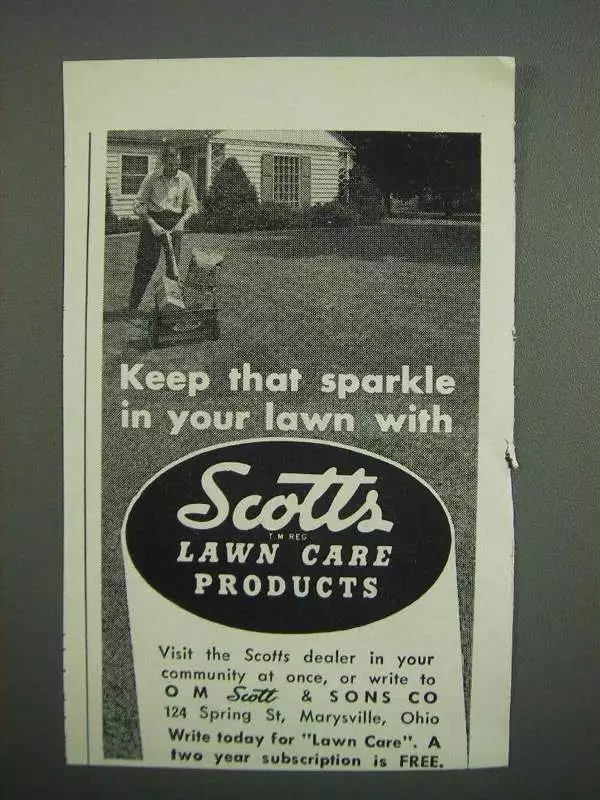 Keep that sparkle
in your lawn with
Scotts
T M REG
LAWN CARE
PRODUCTS
Visit the Scotts dealer in your
community at once, or write to
O M Scott & SONS CO
124 Spring St, Marysville, Ohio
Write today for "Lawn Care". A
two year subscription is FREE.